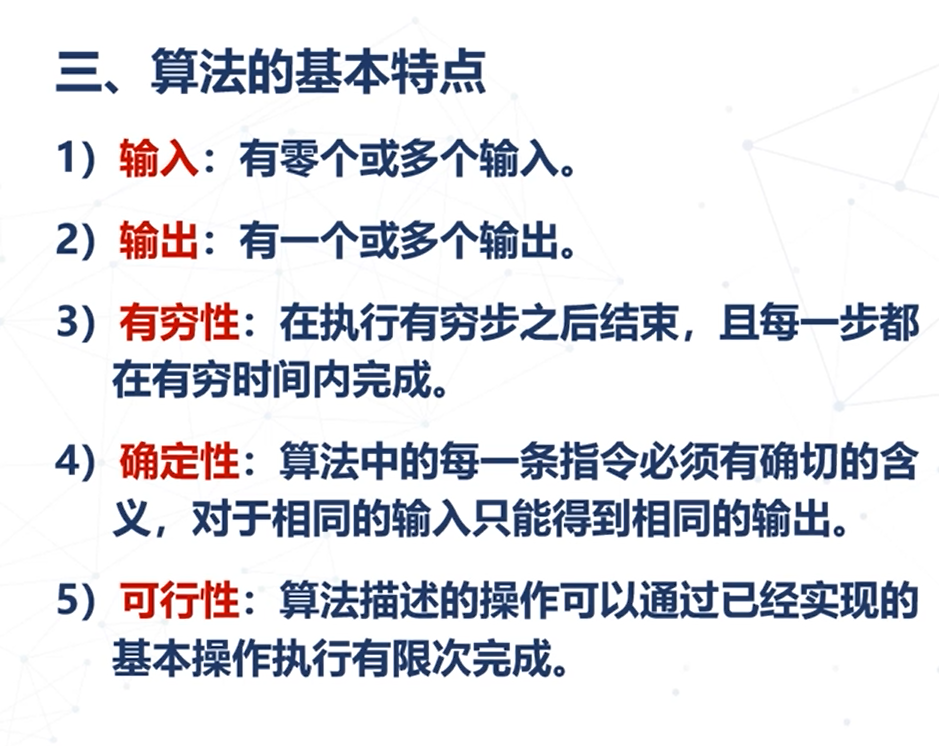 三、算法的基本特点
1）输入：有零个或多个输入。
2）输出：有一个或多个输出。
3）有穷性：在执行有穷步之后结束，且每一步都
在有穷时间内完成。
4）确定性：算法中的每一条指令必须有确切的含
义，对于相同的输入只能得到相同的输出。
5）可行性：算法描述的操作可以通过已经实现的
基本操作执行有限次完成。